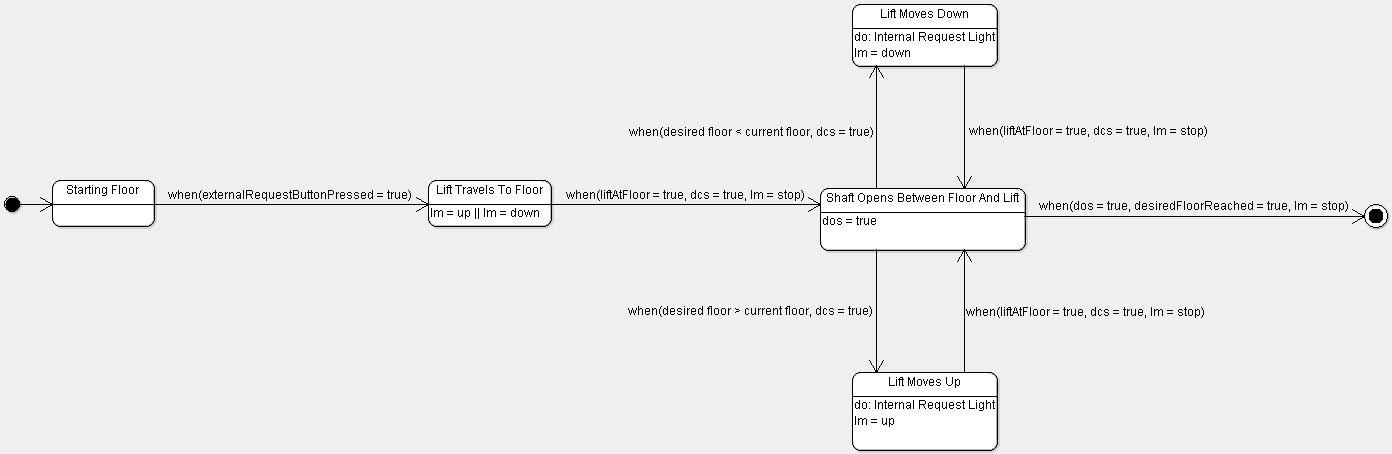 Lift Moves Down
do: Internal Request Light
lm = down
when(desired floor < current floor, dcs = true)
when(liftAtFloor = true, dcs = true, lm = stop)
Starting Floor
when(externalRequestButtonPressed = true)
Lift Travels To Floor
lm = up || lm = down
when(liftAtFloor = true, dcs = true, lm = stop)
Shaft Opens Between Floor And Lift
dos = true
when(dos = true, desiredFloorReached = true, lm = stop)
when(desired floor > current floor, dcs = true)
when(liftAtFloor = true, dcs = true, lm = stop)
Lift Moves Up
do: Internal Request Light
lm = up